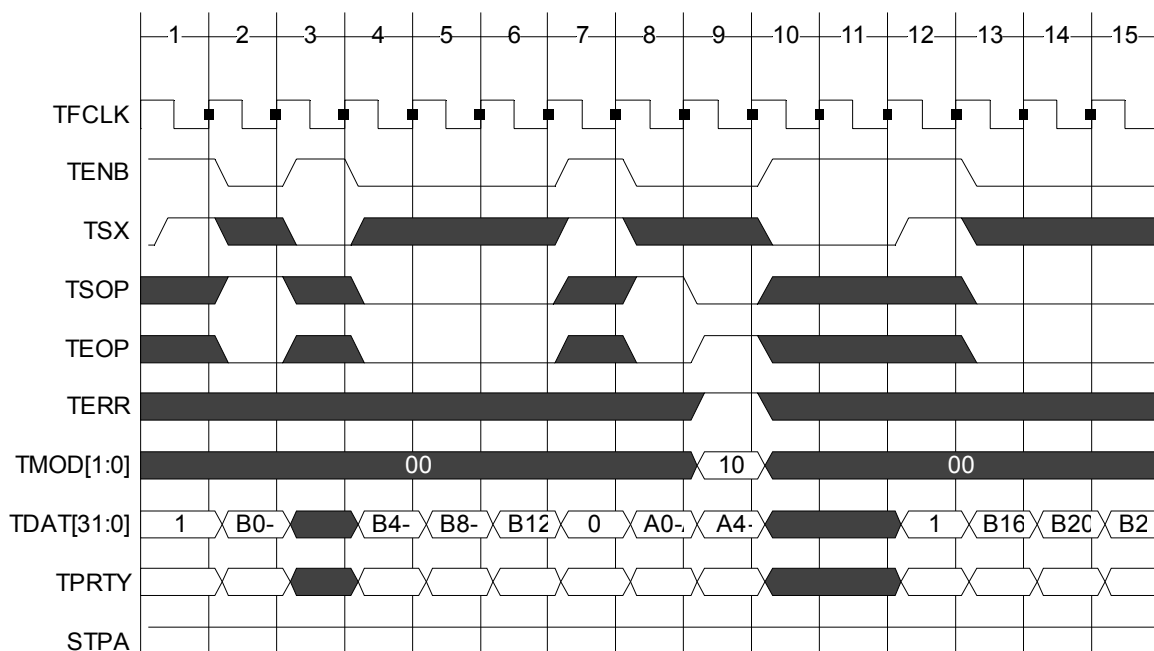 1 2 3 4 5 6 7 8 9 10 11 12 13 14 15
TFCLK
TENB
TSX
TSOP
TEOP
TERR
TMOD[1:0] 00 10 00
TDAT[31:0] 1 B0- B4- B8- B12 0 A0- A4- 1 B16 B20 B2
TPRTY
STPA